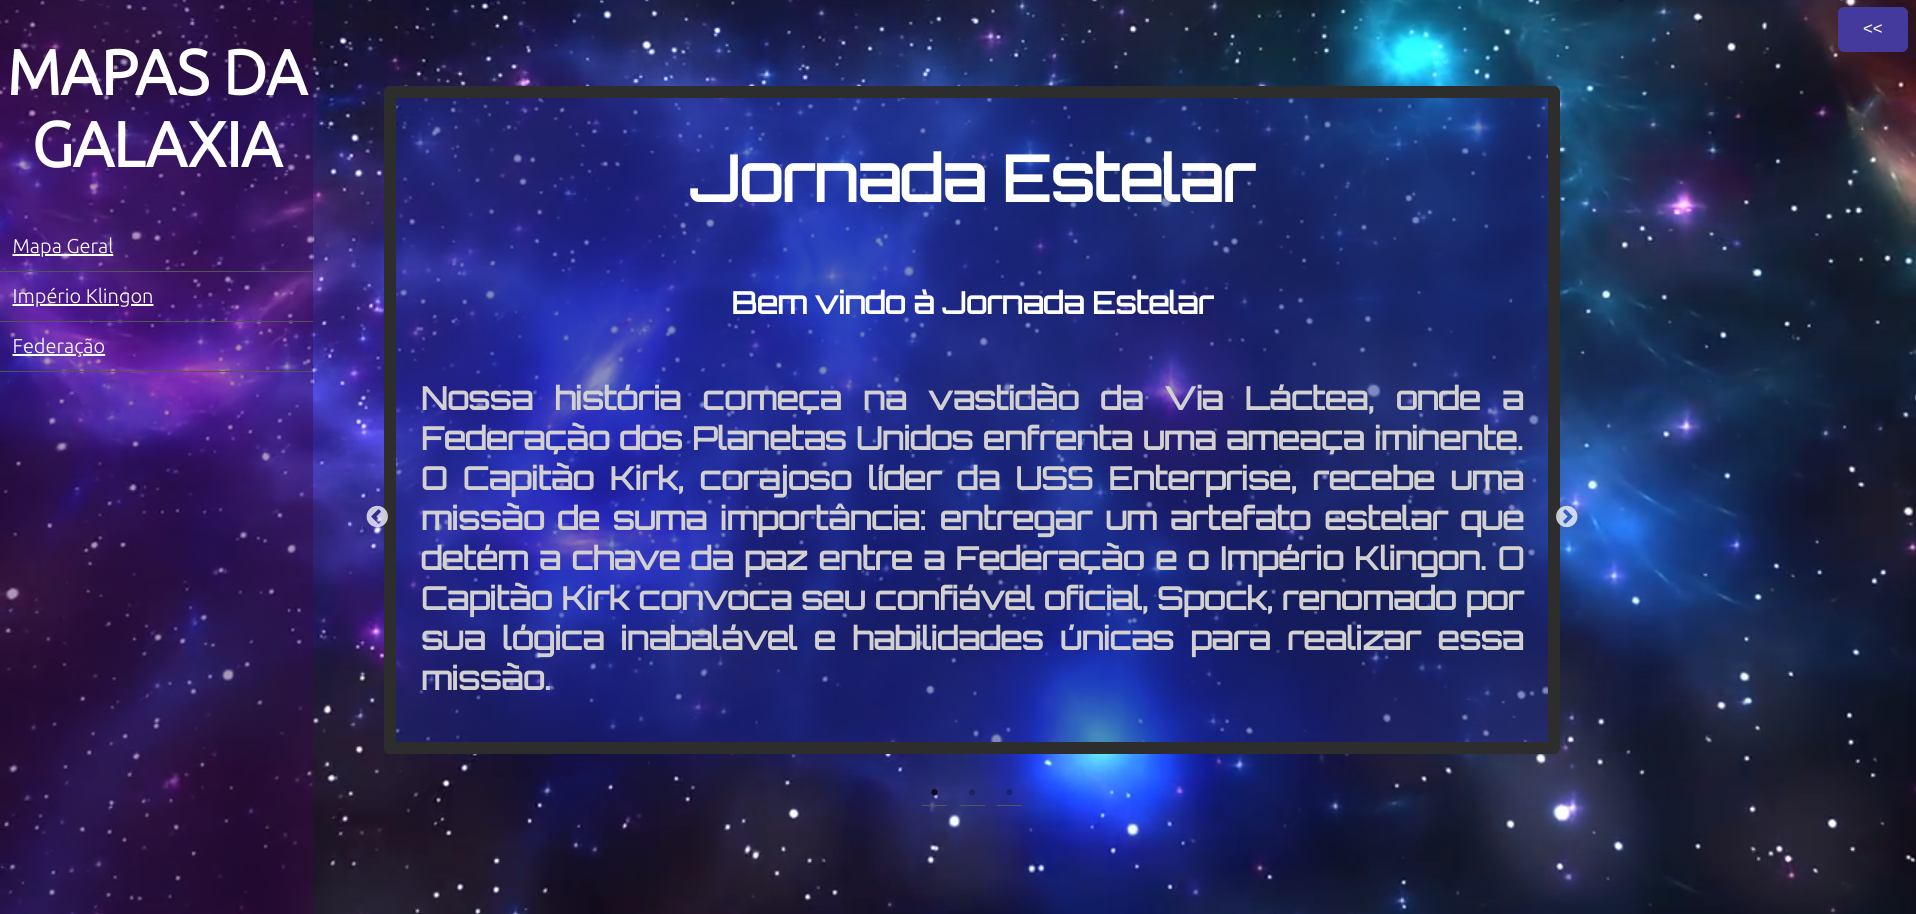 MAPAS DA
GALAXIA
Mapa Geral
Império Klingon
Federação
<<
Jornada Estelar
Bem vindo à Jornada Estelar
Nossa história começa na vastidão da Via Láctea, onde a
Federação dos Planetas Unidos enfrenta uma ameaça iminente.
O Capitão Kirk, corajoso líder da USS Enterprise, recebe uma
missão de suma importância: entregar um artefato estelar que
detém a chave da paz entre a Federação e o Império Klingon. O
Capitão Kirk convoca seu confiável oficial, Spock, renomado por
sua lógica inabalável e habilidades únicas para realizar essa
missão.